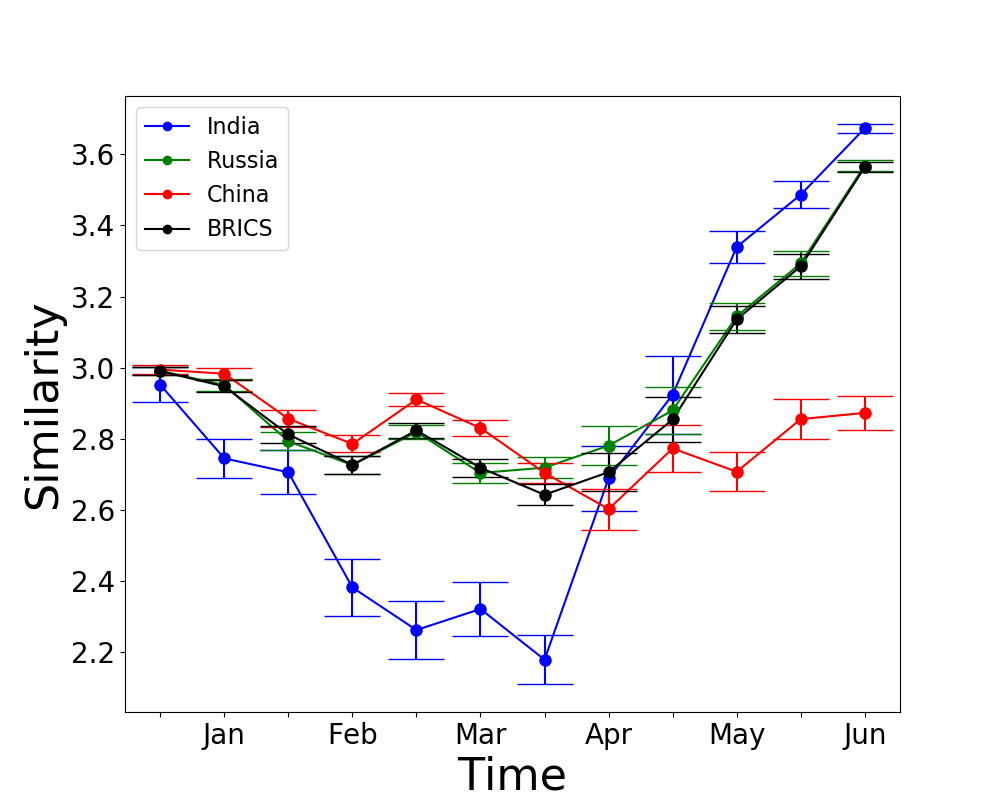 India
Russia
China
BRICS
Similarity
3.6
3.4
3.2
3.0
2.8
2.6
2.4
2.2
Jan Feb Mar Apr May Jun
Time